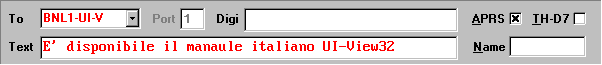 To BNL1-UI-V Port 1 Digi APRS TH-D7
Text E' disponibile il manaule italiano UI-View32 Name